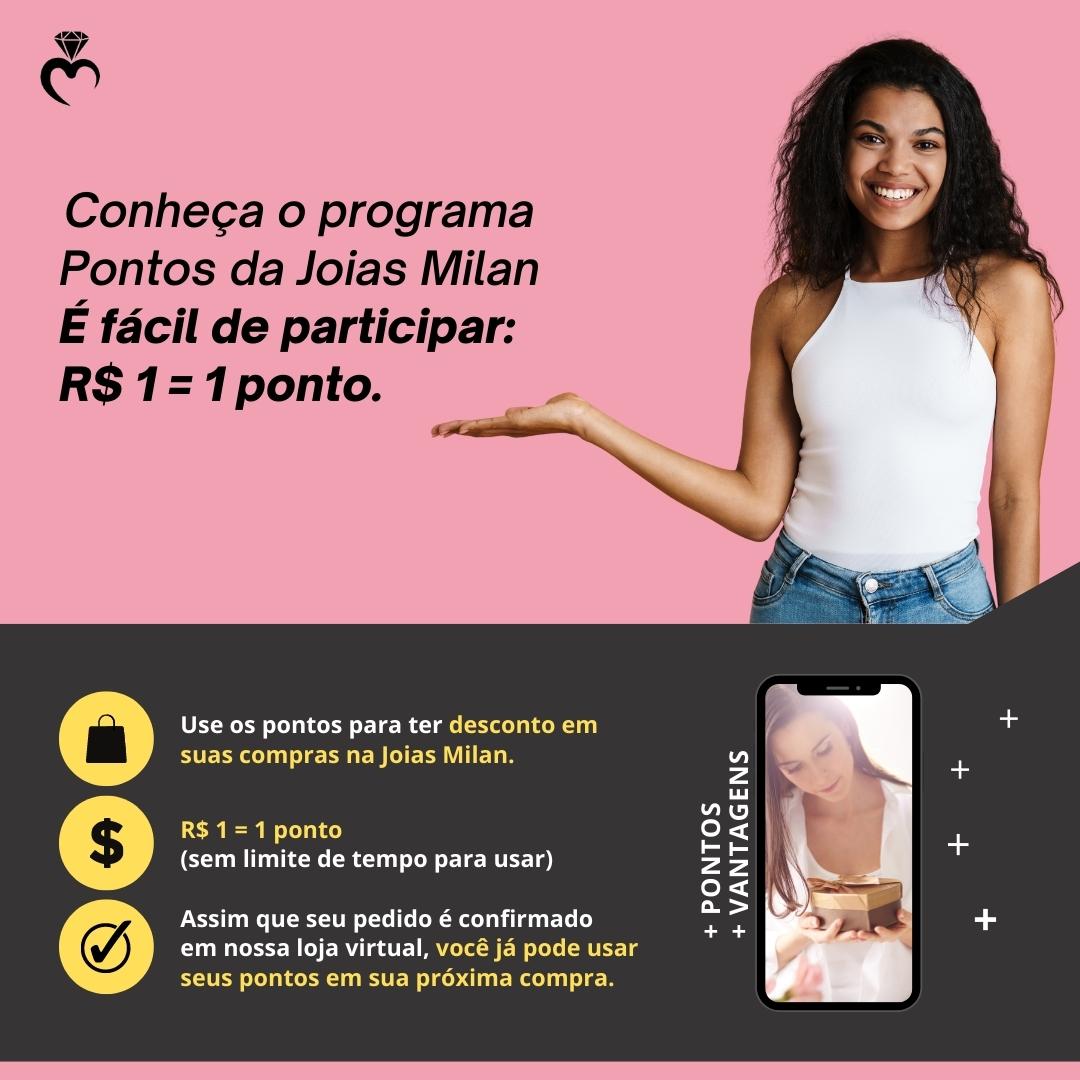 Conheça o programa
Pontos da Joias Milan
É fácil de participar:
R$ 1 = 1 ponto.
Use os pontos para ter desconto em
suas compras na Joias Milan.
$
R$ 1 = 1 ponto
(sem limite de tempo para usar)
Assim que seu pedido é confirmado
em nossa loja virtual, você já pode usar
seus pontos em sua próxima compra.
+ PONTOS
+ VANTAGENS